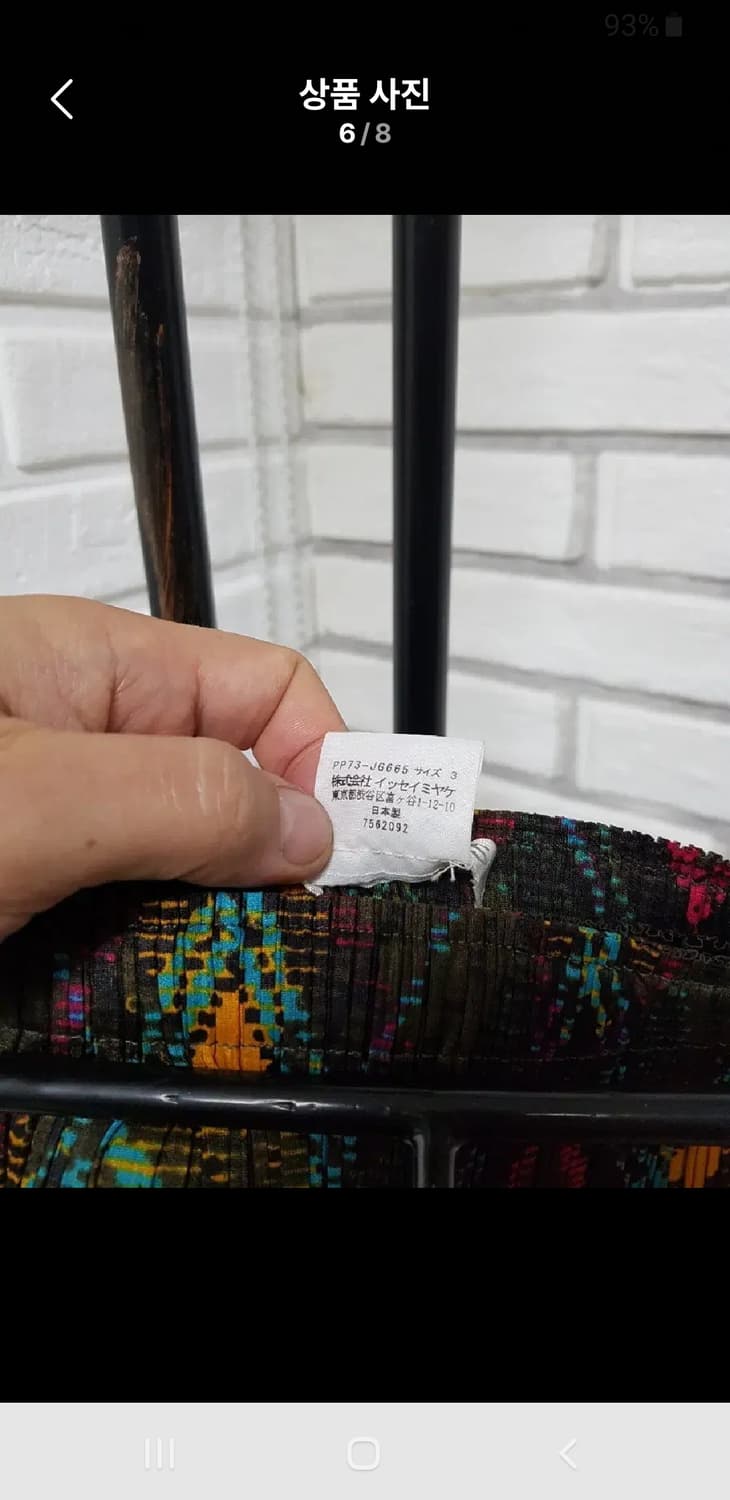 93%
상품 사진
6/8
PP73-JG665 サイズ 3
株式会社 イッセイミヤケ
東京都渋谷区富ヶ谷1-12-10
日本製
7562092